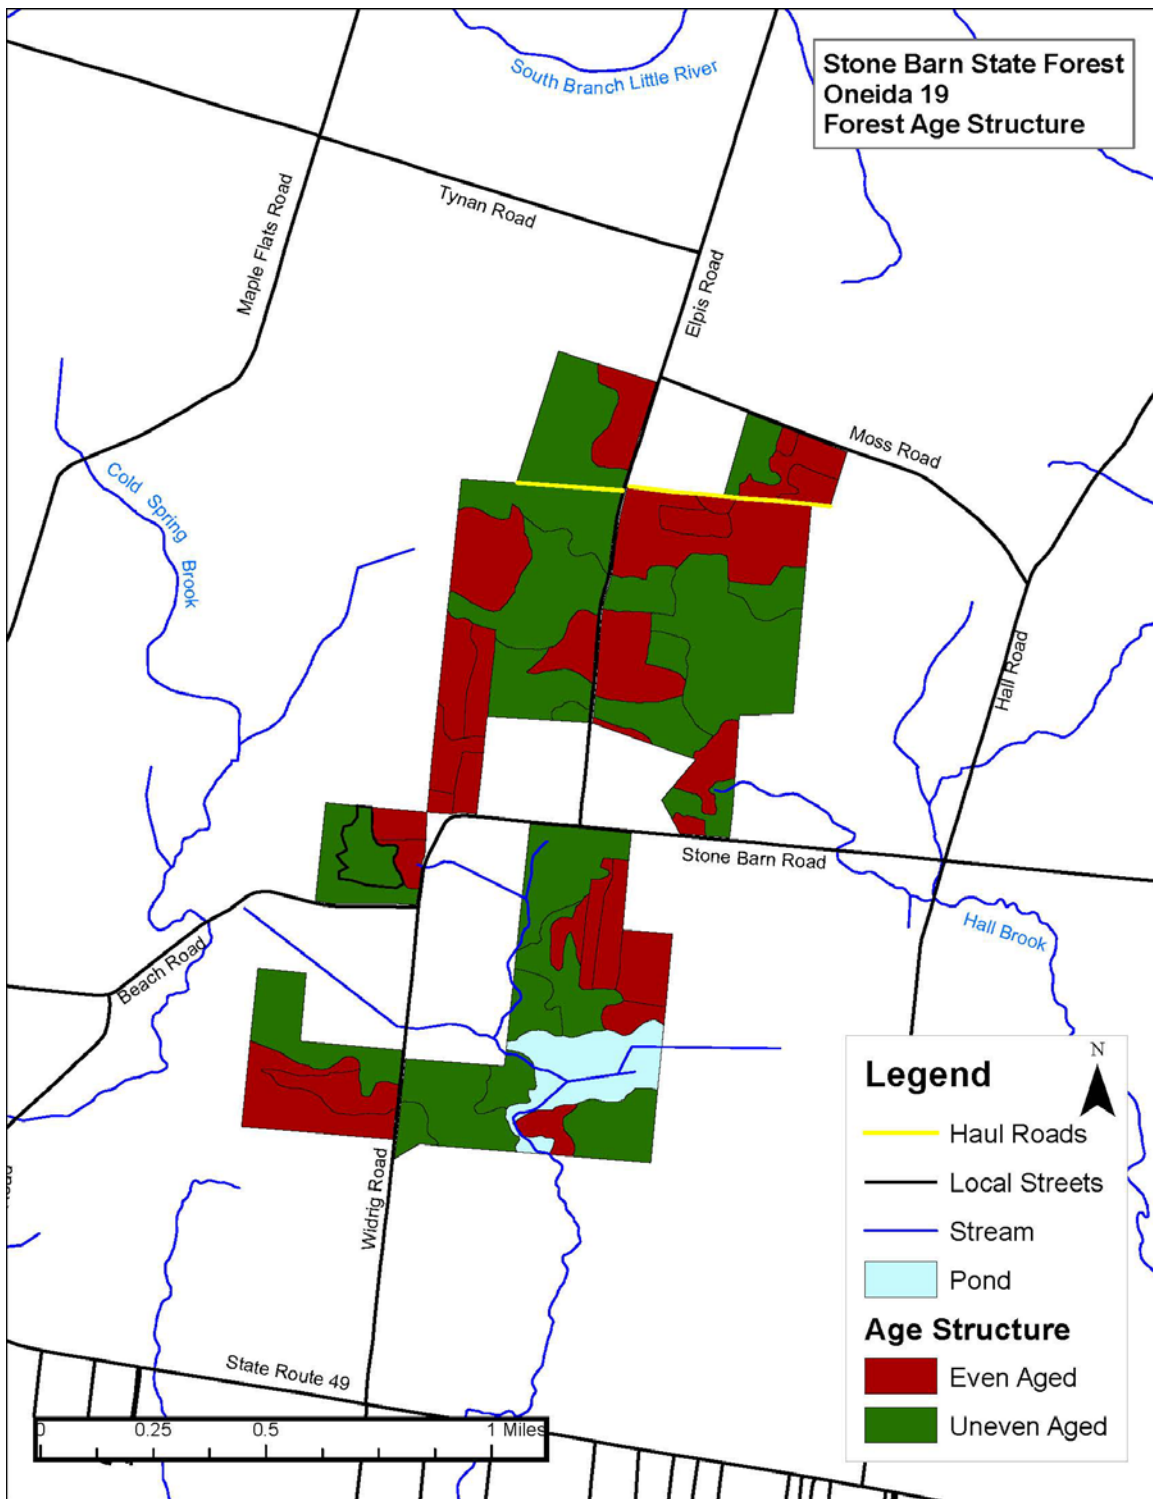 Stone Barn State Forest
Oneida 19
Forest Age Structure
South Branch Little River
Tynan Road
Maple Flats Road
Elpis Road
Moss Road
Cold Spring Brook
Hall Road
Stone Barn Road
Hall Brook
Beach Road
Widrig Road
State Route 49
0 0.25 0.5 1 Miles
N
Legend
Haul Roads
Local Streets
Stream
Pond
Age Structure
Even Aged
Uneven Aged